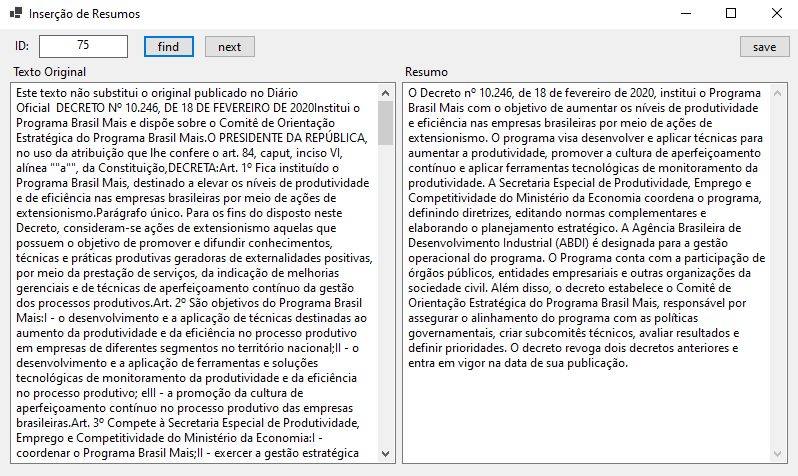 Inserção de Resumos
ID: 75 find next save
Texto Original
Este texto não substitui o original publicado no Diário
Oficial  DECRETO Nº 10.246, DE 18 DE FEVEREIRO DE 2020Institui o
Programa Brasil Mais e dispõe sobre o Comitê de Orientação
Estratégica do Programa Brasil Mais.O PRESIDENTE DA REPÚBLICA,
no uso da atribuição que lhe confere o art. 84, caput, inciso VI,
alínea ""a"", da Constituição,DECRETA:Art. 1º Fica instituído o
Programa Brasil Mais, destinado a elevar os níveis de produtividade
e de eficiência nas empresas brasileiras por meio de ações de
extensionismo.Parágrafo único. Para os fins do disposto neste
Decreto, consideram-se ações de extensionismo aquelas que
possuem o objetivo de promover e difundir conhecimentos,
técnicas e práticas produtivas geradoras de externalidades positivas,
por meio da prestação de serviços, da indicação de melhorias
gerenciais e de técnicas de aperfeiçoamento contínuo da gestão
dos processos produtivos.Art. 2º São objetivos do Programa Brasil
Mais:I - o desenvolvimento e a aplicação de técnicas destinadas ao
aumento da produtividade e da eficiência no processo produtivo
em empresas de diferentes segmentos no território nacional;II - o
desenvolvimento e a aplicação de ferramentas e soluções
tecnológicas de monitoramento da produtividade e da eficiência
no processo produtivo; eIII - a promoção da cultura de
aperfeiçoamento contínuo no processo produtivo das empresas
brasileiras.Art. 3º Compete à Secretaria Especial de Produtividade,
Emprego e Competitividade do Ministério da Economia:I -
coordenar o Programa Brasil Mais;II - exercer a gestão estratégica
Resumo
O Decreto nº 10.246, de 18 de fevereiro de 2020, institui o Programa
Brasil Mais com o objetivo de aumentar os níveis de produtividade
e eficiência nas empresas brasileiras por meio de ações de
extensionismo. O programa visa desenvolver e aplicar técnicas para
aumentar a produtividade, promover a cultura de aperfeiçoamento
contínuo e aplicar ferramentas tecnológicas de monitoramento da
produtividade. A Secretaria Especial de Produtividade, Emprego e
Competitividade do Ministério da Economia coordena o programa,
definindo diretrizes, editando normas complementares e
elaborando o planejamento estratégico. A Agência Brasileira de
Desenvolvimento Industrial (ABDI) é designada para a gestão
operacional do programa. O Programa conta com a participação de
órgãos públicos, entidades empresariais e outras organizações da
sociedade civil. Além disso, o decreto estabelece o Comitê de
Orientação Estratégica do Programa Brasil Mais, responsável por
assegurar o alinhamento do programa com as políticas
governamentais, criar subcomitês técnicos, avaliar resultados e
definir prioridades. O decreto revoga dois decretos anteriores e
entra em vigor na data de sua publicação.